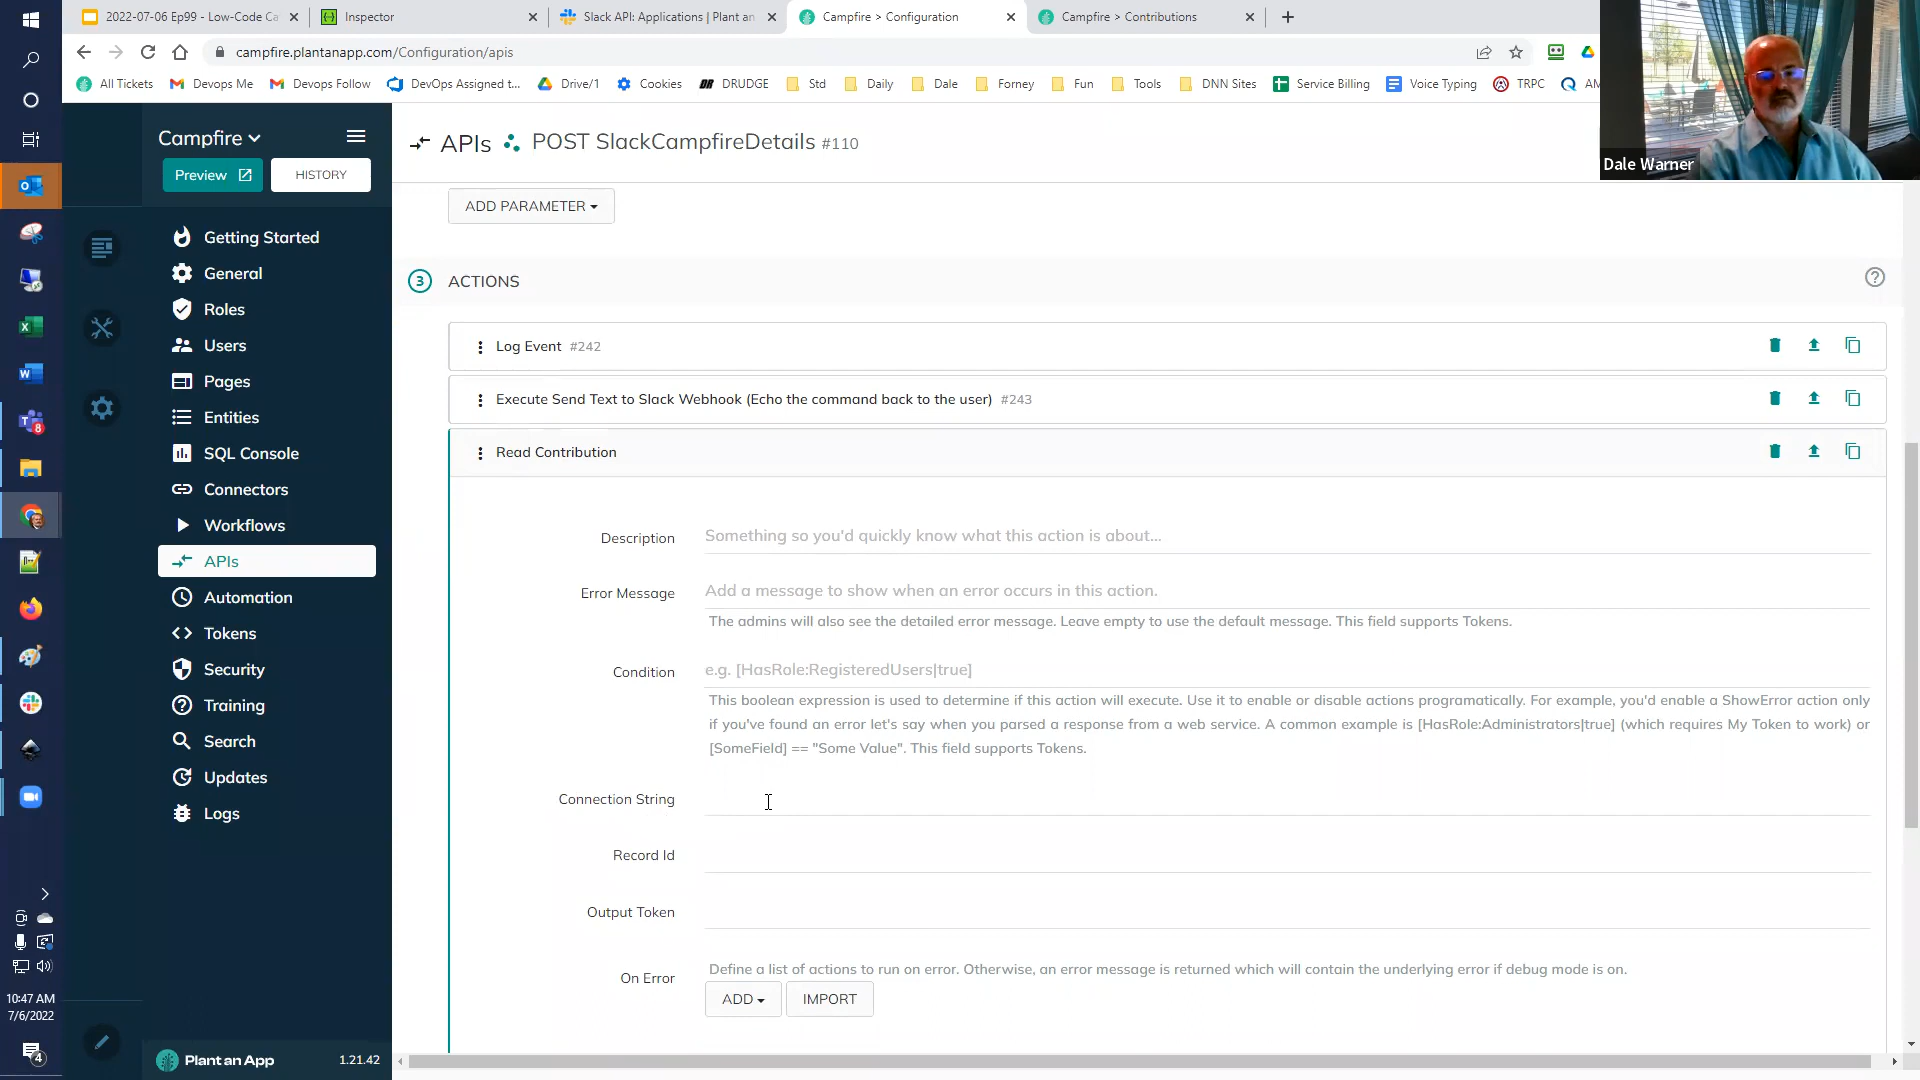 2022-07-06 Ep99 - Low-Code Ca
Inspector
Slack API: Applications | Plant an
Campfire > Configuration
Campfire > Contributions
campfire.plantanapp.com/Configuration/apis
All Tickets
Devops Me
Devops Follow
DevOps Assigned t...
Drive/1
Cookies
DRUDGE
Std
Daily
Dale
Forney
Fun
Tools
DNN Sites
Service Billing
Voice Typing
TRPC
AM
Dale Warner
Campfire
Preview
HISTORY
Getting Started
General
Roles
Users
Pages
Entities
SQL Console
Connectors
Workflows
APIs
Automation
Tokens
Security
Training
Search
Updates
Logs
Plant an App
1.21.42
10:47 AM
7/6/2022
4
8
APIs POST SlackCampfireDetails #110
ADD PARAMETER
3 ACTIONS
Log Event #242
Execute Send Text to Slack Webhook (Echo the command back to the user) #243
Read Contribution
Description Something so you'd quickly know what this action is about...
Error Message Add a message to show when an error occurs in this action.
The admins will also see the detailed error message. Leave empty to use the default message. This field supports Tokens.
Condition e.g. [HasRole:RegisteredUsers|true]
This boolean expression is used to determine if this action will execute. Use it to enable or disable actions programatically. For example, you'd enable a ShowError action only
if you've found an error let's say when you parsed a response from a web service. A common example is [HasRole:Administrators|true] (which requires My Token to work) or
[SomeField] == "Some Value". This field supports Tokens.
Connection String
Record Id
Output Token
On Error Define a list of actions to run on error. Otherwise, an error message is returned which will contain the underlying error if debug mode is on.
ADD IMPORT